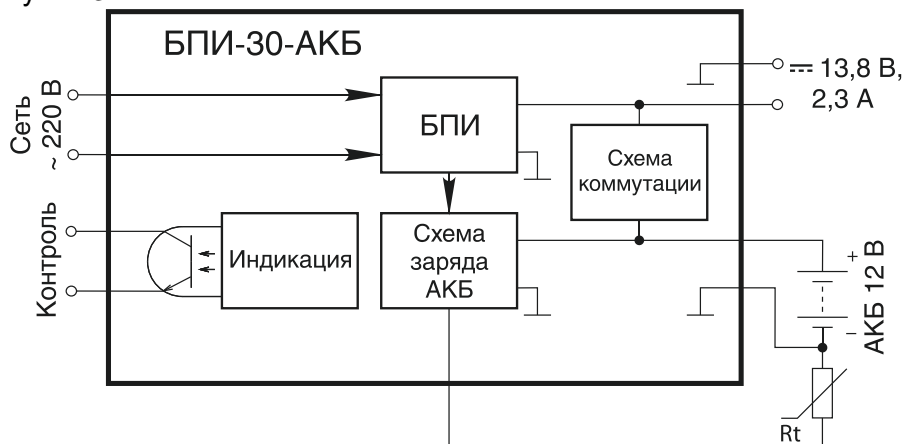 БПИ-30-АКБ
Сеть
~ 220 В
БПИ
13,8 В,
2,3 А
Схема
коммутации
Контроль
Индикация
Схема
заряда
АКБ
+
АКБ 12 В
−
Rt